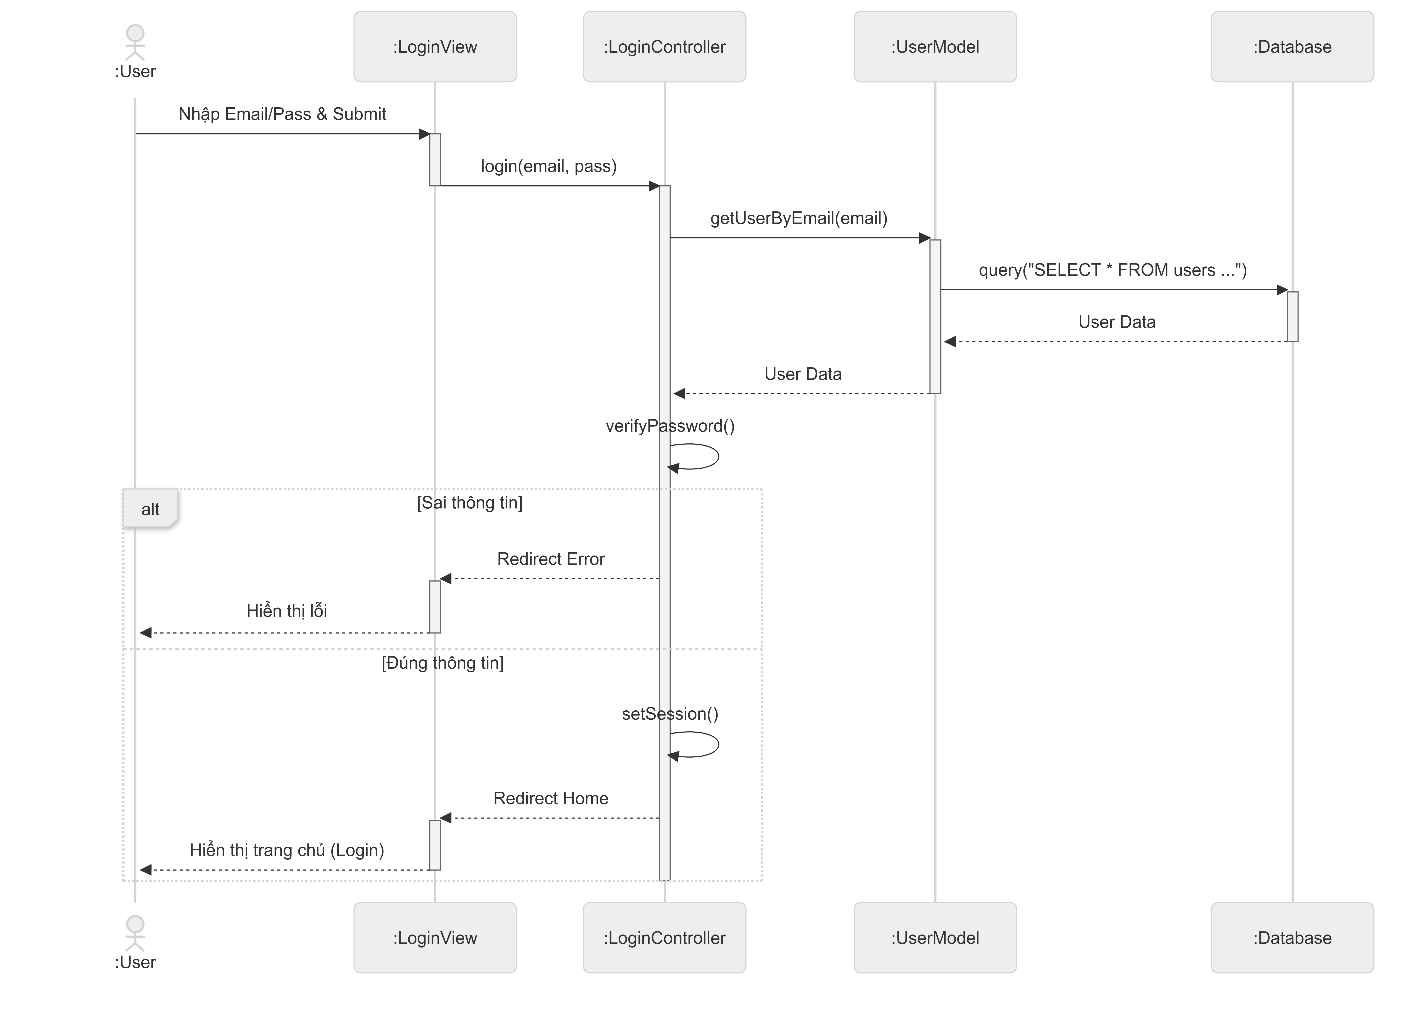 :User
:LoginView
:LoginController
:UserModel
:Database
Nhập Email/Pass & Submit
login(email, pass)
getUserByEmail(email)
query("SELECT * FROM users ...")
User Data
User Data
verifyPassword()
alt
[Sai thông tin]
Redirect Error
Hiển thị lỗi
[Đúng thông tin]
setSession()
Redirect Home
Hiển thị trang chủ (Login)
:User
:LoginView
:LoginController
:UserModel
:Database